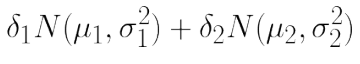 δ₁N(μ₁, σ₁²) + δ₂N(μ₂, σ₂²)